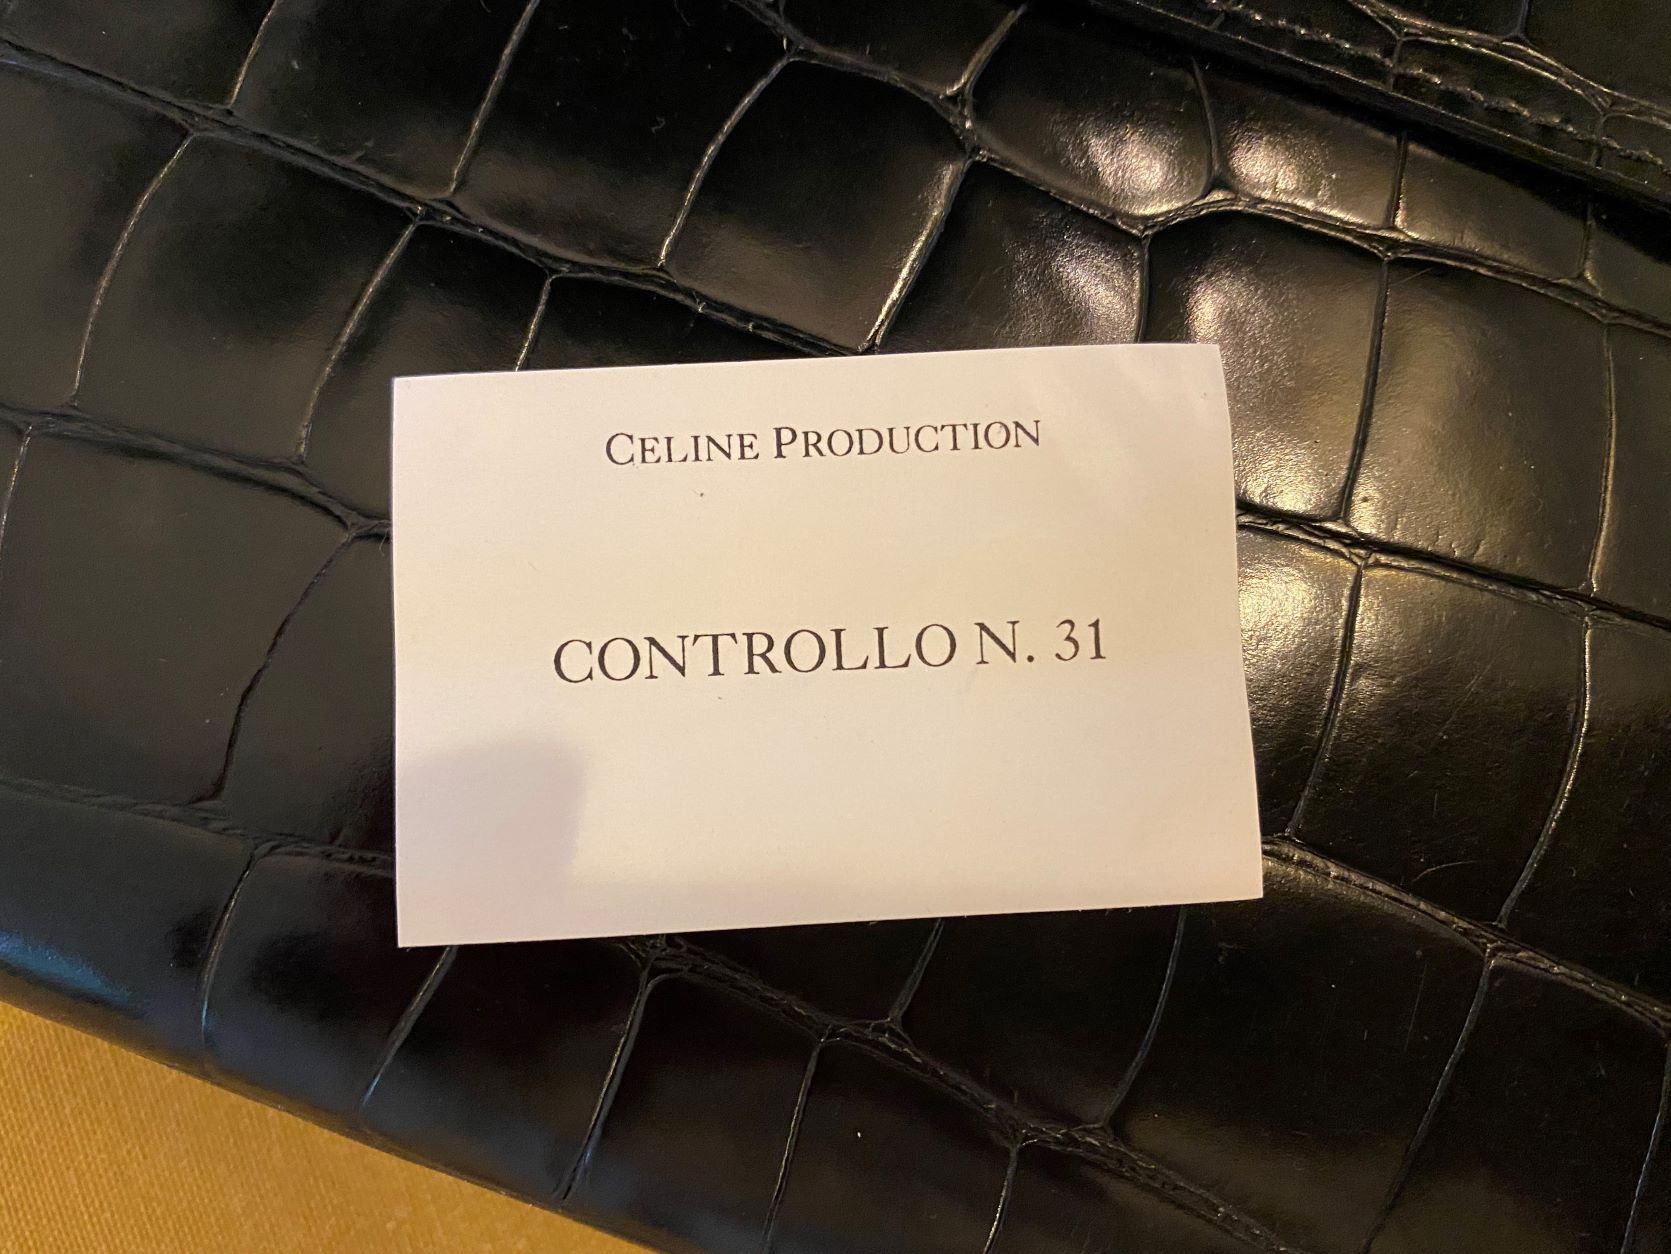 CELINE PRODUCTION
CONTROLLO N. 31